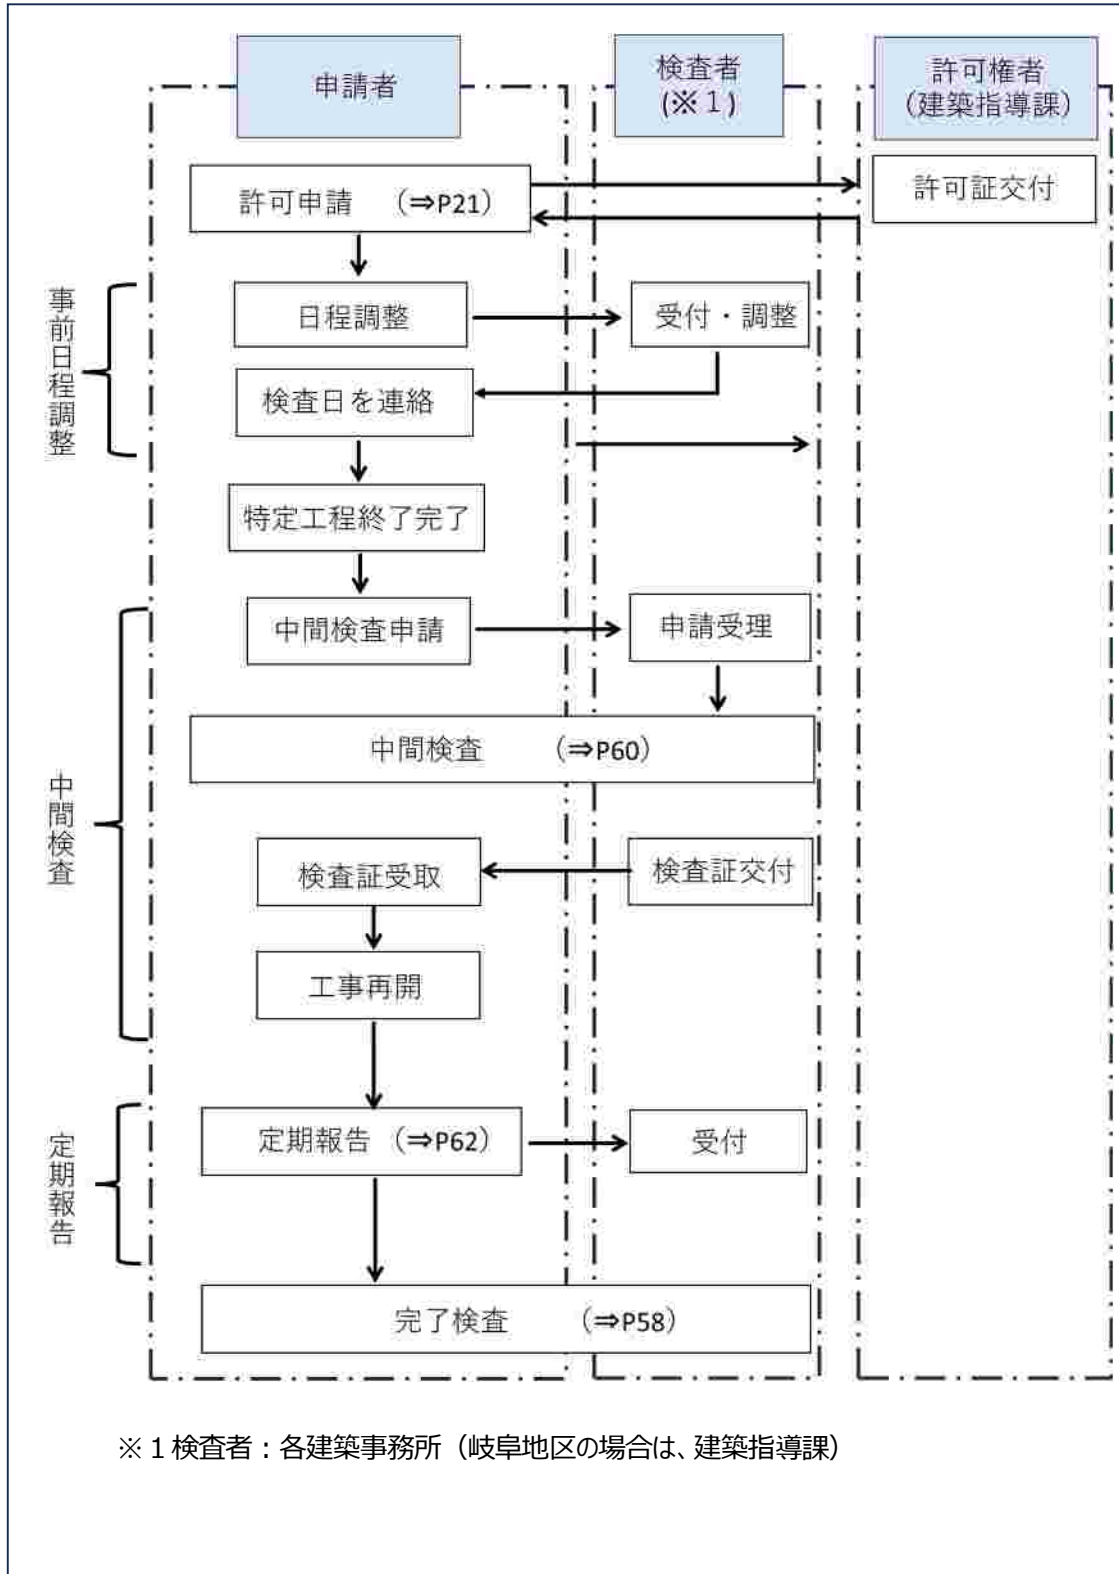 申請者
検査者
(※１)
許可権者
（建築指導課）
許可申請　（⇒P21）
許可証交付
事前日程調整
日程調整
受付・調整
検査日を連絡
特定工程終了完了
中間検査申請
申請受理
中間検査
中間検査　（⇒P60）
検査証受取
検査証交付
工事再開
定期報告
定期報告（⇒P62）
受付
完了検査　（⇒P58）
※１検査者：各建築事務所（岐阜地区の場合は、建築指導課）